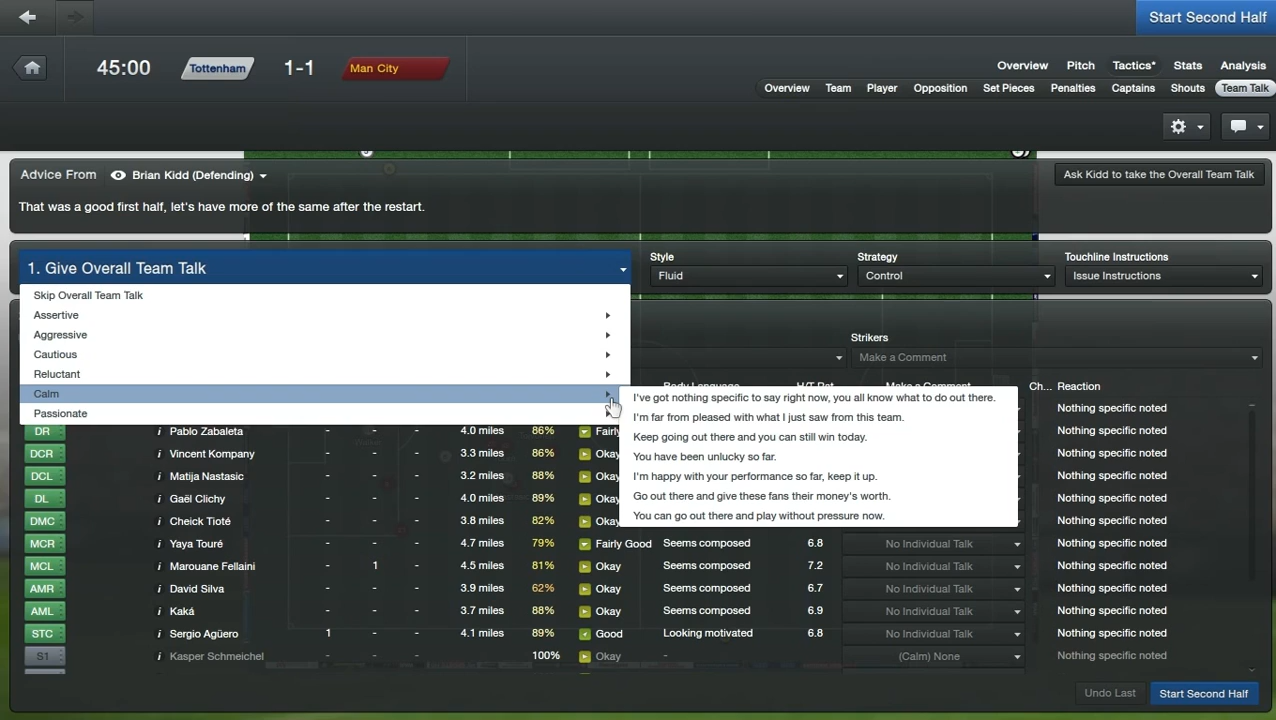 Start Second Half
45:00 Tottenham 1-1 Man City
Overview Pitch Tactics* Stats Analysis
Overview Team Player Opposition Set Pieces Penalties Captains Shouts Team Talk
Advice From Brian Kidd (Defending) Ask Kidd to take the Overall Team Talk
That was a good first half, let's have more of the same after the restart.
1. Give Overall Team Talk
Style Strategy Touchline Instructions
Fluid Control Issue Instructions
Skip Overall Team Talk
Assertive
Aggressive
Cautious
Reluctant
Calm
Passionate
Strikers
Make a Comment
Body Language H/T Rat Make a Comment Ch... Reaction
I've got nothing specific to say right now, you all know what to do out there.
I'm far from pleased with what I just saw from this team.
Keep going out there and you can still win today.
You have been unlucky so far.
I'm happy with your performance so far, keep it up.
Go out there and give these fans their money's worth.
You can go out there and play without pressure now.
Nothing specific noted
DR i Pablo Zabaleta - - - 4.0 miles 86% Fairly Nothing specific noted
DCR i Vincent Kompany - - - 3.3 miles 86% Okay Nothing specific noted
DCL i Matija Nastasic - - - 3.2 miles 88% Okay Nothing specific noted
DL i Gaël Clichy - - - 4.0 miles 89% Okay Nothing specific noted
DMC i Cheick Tioté - - - 3.8 miles 82% Okay Nothing specific noted
MCR i Yaya Touré - - - 4.7 miles 79% Fairly Good Seems composed 6.8 No Individual Talk Nothing specific noted
MCL i Marouane Fellaini - 1 - 4.5 miles 81% Okay Seems composed 7.2 No Individual Talk Nothing specific noted
AMR i David Silva - - - 3.9 miles 62% Okay Seems composed 6.7 No Individual Talk Nothing specific noted
AML i Kaká - - - 3.7 miles 88% Okay Seems composed 6.9 No Individual Talk Nothing specific noted
STC i Sergio Agüero 1 - - 4.1 miles 89% Good Looking motivated 6.8 No Individual Talk Nothing specific noted
S1 i Kasper Schmeichel 100% Okay - (Calm) None Nothing specific noted
Undo Last Start Second Half